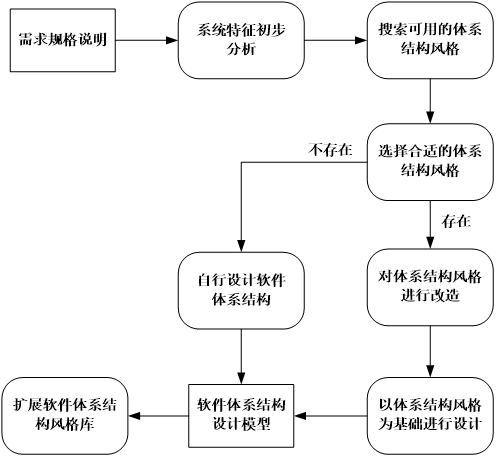 需求规格说明
系统特征初步
分析
搜索可用的体系
结构风格
选择合适的体系
结构风格
不存在
存在
自行设计软件
体系结构
对体系结构风格
进行改造
扩展软件体系结
构风格库
软件体系结构
设计模型
以体系结构风格
为基础进行设计